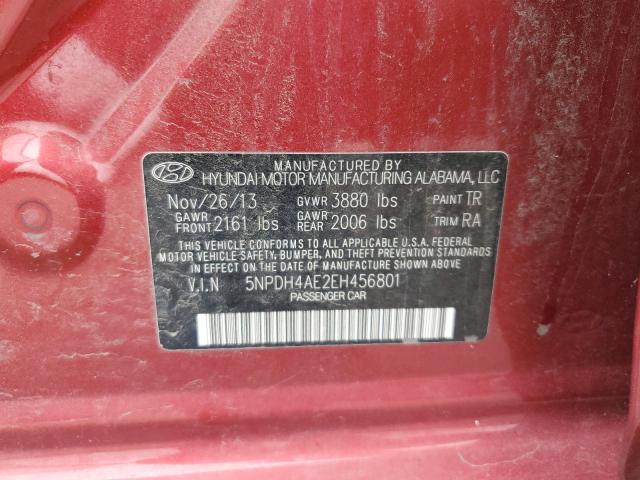 MANUFACTURED BY
HYUNDAI MOTOR MANUFACTURING ALABAMA, LLC
Nov/26/13 GVWR 3880 lbs PAINT TR
GAWR FRONT 2161 lbs GAWR REAR 2006 lbs TRIM RA
THIS VEHICLE CONFORMS TO ALL APPLICABLE U.S.A. FEDERAL
MOTOR VEHICLE SAFETY, BUMPER, AND THEFT PREVENTION
STANDARDS IN EFFECT ON THE DATE OF MANUFACTURE SHOWN ABOVE.
V.I.N 5NPDH4AE2EH456801
PASSENGER CAR